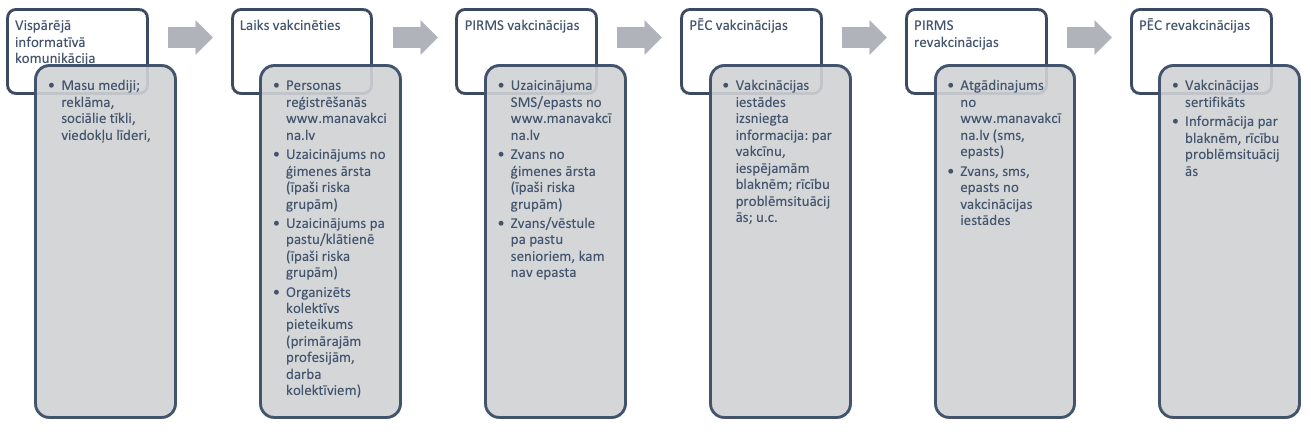 Vispārējā
informatīvā
komunikācija
• Masu mediji;
reklāma,
sociālie tīkli,
viedokļu līderi,
Laiks vakcinēties
• Personas
reģistrēšanās
www.manavakci
na.lv
• Uzaicinājums no
ģimenes ārsta
(īpaši riska
grupām)
• Uzaicinājums pa
pastu/klātienē
(īpaši riska
grupām)
• Organizēts
kolektīvs
pieteikums
(primārajām
profesijām,
darba
kolektīviem)
PIRMS vakcinācijas
• Uzaicinājuma
SMS/epasts no
www.manavakcī
na.lv
• Zvans no
ģimenes ārsta
(īpaši riska
grupām)
• Zvans/vēstule
pa pastu
senioriem, kam
nav epasta
PĒC vakcinācijas
• Vakcinācijas
iestādes
izsniegta
informacija: par
vakcīnu,
iespējamām
blaknēm; rīcību
problēmsituācij
ās; u.c.
PIRMS
revakcinācijas
• Atgādinajums
no
www.manavakcī
na.lv (sms,
epasts)
• Zvans, sms,
epasts no
vakcinācijas
iestādes
PĒC revakcinācijas
• Vakcinācijas
sertifikāts
• Informācija par
blaknēm, rīcību
problēmsituācij
ās